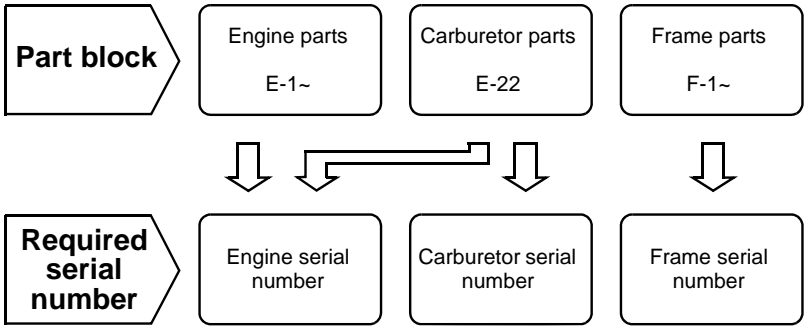 Part block
Engine parts
E-1~
Carburetor parts
E-22
Frame parts
F-1~
Required
serial
number
Engine serial
number
Carburetor serial
number
Frame serial
number